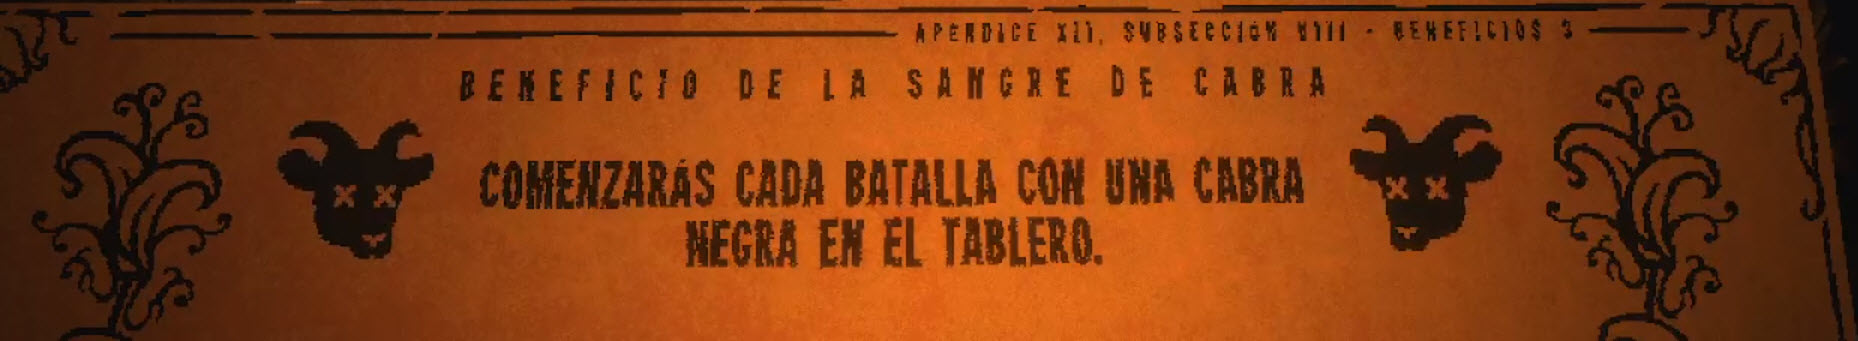 APÉNDICE XII, SUBSECCIÓN VIII - BENEFICIOS 3
BENEFICIO DE LA SANGRE DE CABRA
COMENZARÁS CADA BATALLA CON UNA CABRA
NEGRA EN EL TABLERO.